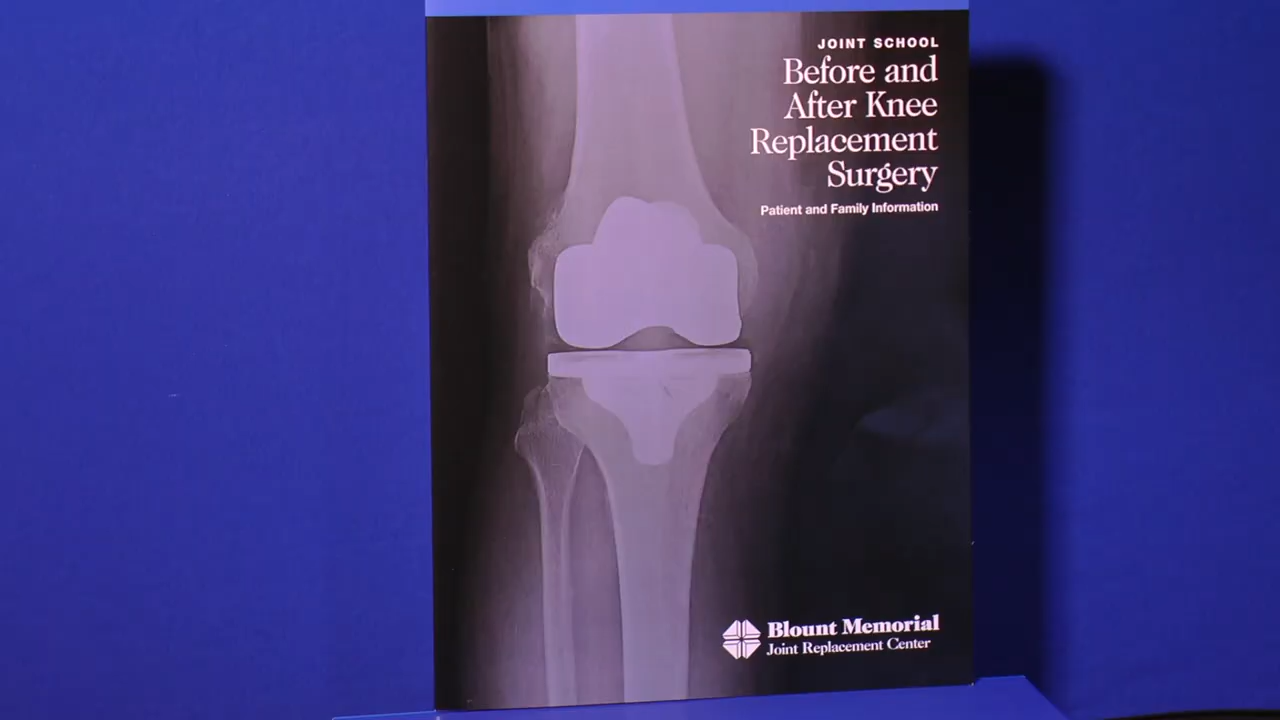 JOINT SCHOOL
Before and
After Knee
Replacement
Surgery
Patient and Family Information
Blount Memorial
Joint Replacement Center